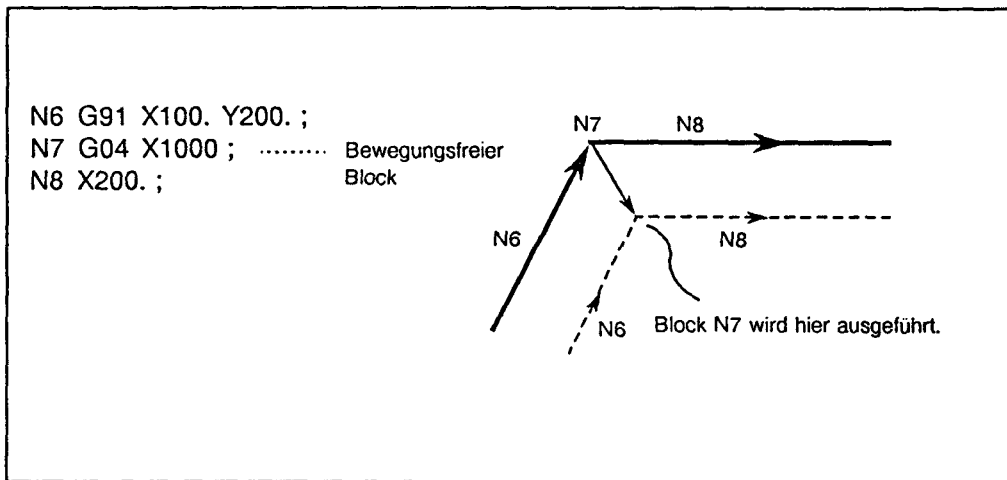 N6 G91 X100. Y200. ;
N7 G04 X1000 ; ......... Bewegungsfreier
Block
N8 X200. ;
N7
N8
N6
N8
N6
Block N7 wird hier ausgeführt.